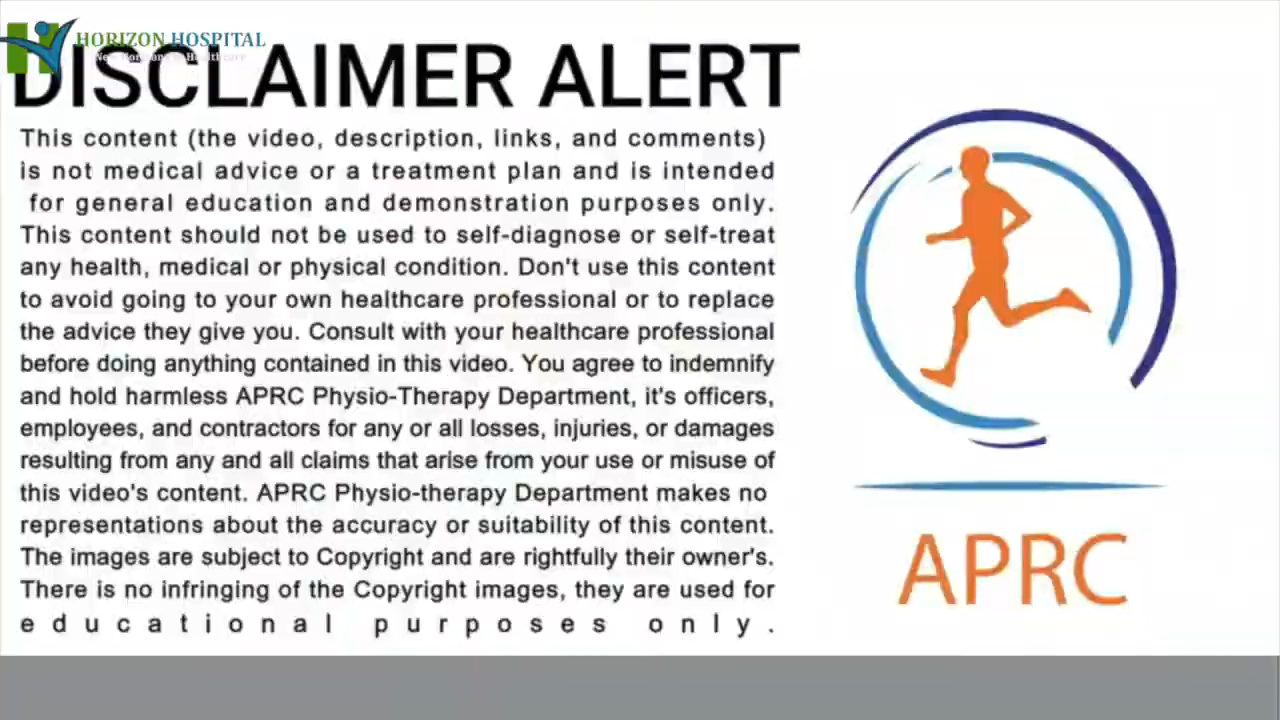 HORIZON HOSPITAL
New Horizons in Healthcare
DISCLAIMER ALERT
This content (the video, description, links, and comments)
is not medical advice or a treatment plan and is intended
for general education and demonstration purposes only.
This content should not be used to self-diagnose or self-treat
any health, medical or physical condition. Don't use this content
to avoid going to your own healthcare professional or to replace
the advice they give you. Consult with your healthcare professional
before doing anything contained in this video. You agree to indemnify
and hold harmless APRC Physio-Therapy Department, it's officers,
employees, and contractors for any or all losses, injuries, or damages
resulting from any and all claims that arise from your use or misuse of
this video's content. APRC Physio-therapy Department makes no
representations about the accuracy or suitability of this content.
The images are subject to Copyright and are rightfully their owner's.
There is no infringing of the Copyright images, they are used for
educational purposes only.
APRC